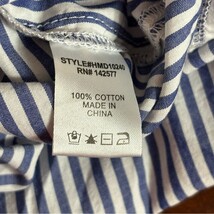 STYLE#HMD10240
RN# 142577
100% COTTON
MADE IN
CHINA